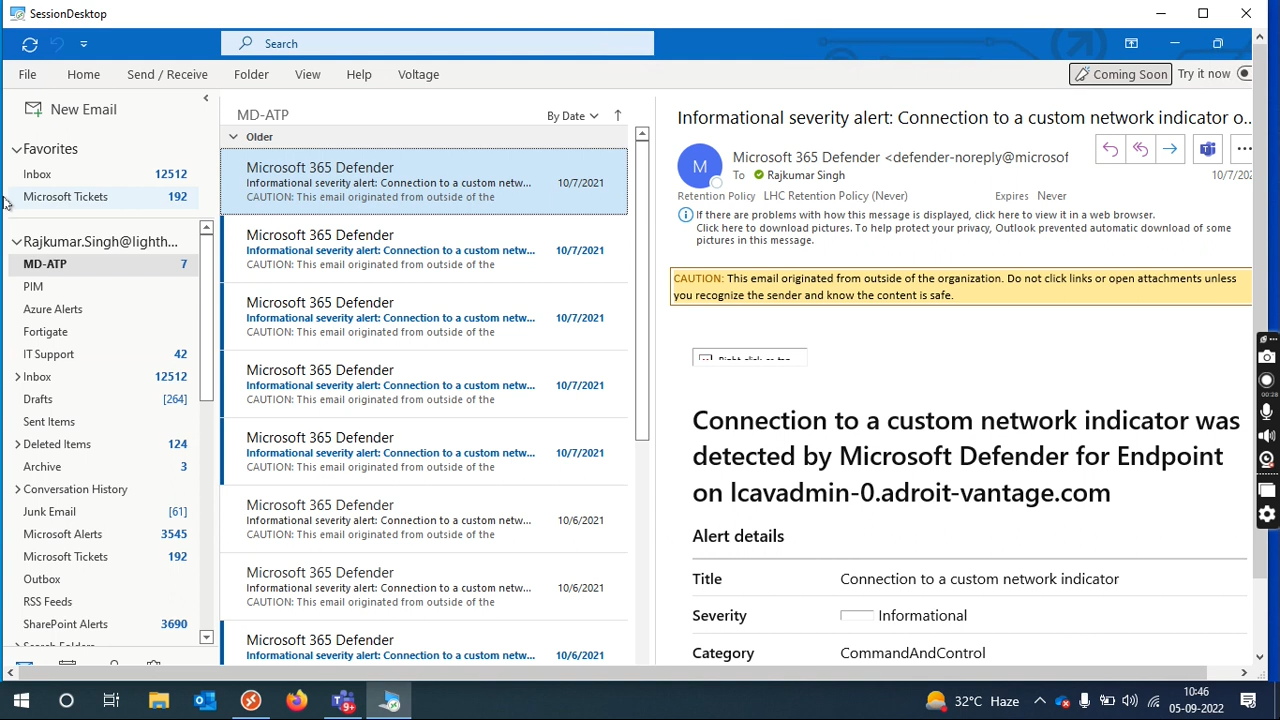 SessionDesktop
Search
File Home Send / Receive Folder View Help Voltage
Coming Soon Try it now
New Email
Favorites
Inbox 12512
Microsoft Tickets 192
Rajkumar.Singh@lighth...
MD-ATP 7
PIM
Azure Alerts
Fortigate
IT Support 42
Inbox 12512
Drafts [264]
Sent Items
Deleted Items 124
Archive 3
Conversation History
Junk Email [61]
Microsoft Alerts 3545
Microsoft Tickets 192
Outbox
RSS Feeds
SharePoint Alerts 3690
Search Folders
MD-ATP By Date
Older
Microsoft 365 Defender
Informational severity alert: Connection to a custom netw... 10/7/2021
CAUTION: This email originated from outside of the
Microsoft 365 Defender
Informational severity alert: Connection to a custom netw... 10/7/2021
CAUTION: This email originated from outside of the
Microsoft 365 Defender
Informational severity alert: Connection to a custom netw... 10/7/2021
CAUTION: This email originated from outside of the
Microsoft 365 Defender
Informational severity alert: Connection to a custom netw... 10/7/2021
CAUTION: This email originated from outside of the
Microsoft 365 Defender
Informational severity alert: Connection to a custom netw... 10/7/2021
CAUTION: This email originated from outside of the
Microsoft 365 Defender
Informational severity alert: Connection to a custom netw... 10/6/2021
CAUTION: This email originated from outside of the
Microsoft 365 Defender
Informational severity alert: Connection to a custom netw... 10/6/2021
CAUTION: This email originated from outside of the
Microsoft 365 Defender
Informational severity alert: Connection to a custom netw... 10/6/2021
Informational severity alert: Connection to a custom network indicator o...
M
Microsoft 365 Defender <defender-noreply@microsof
To Rajkumar Singh
10/7/202
Retention Policy LHC Retention Policy (Never) Expires Never
If there are problems with how this message is displayed, click here to view it in a web browser.
Click here to download pictures. To help protect your privacy, Outlook prevented automatic download of some
pictures in this message.
CAUTION: This email originated from outside of the organization. Do not click links or open attachments unless
you recognize the sender and know the content is safe.
Connection to a custom network indicator was
detected by Microsoft Defender for Endpoint
on lcavadmin-0.adroit-vantage.com
Alert details
Title Connection to a custom network indicator
Severity Informational
Category CommandAndControl
00:28
9+
32°C Haze
10:46
05-09-2022